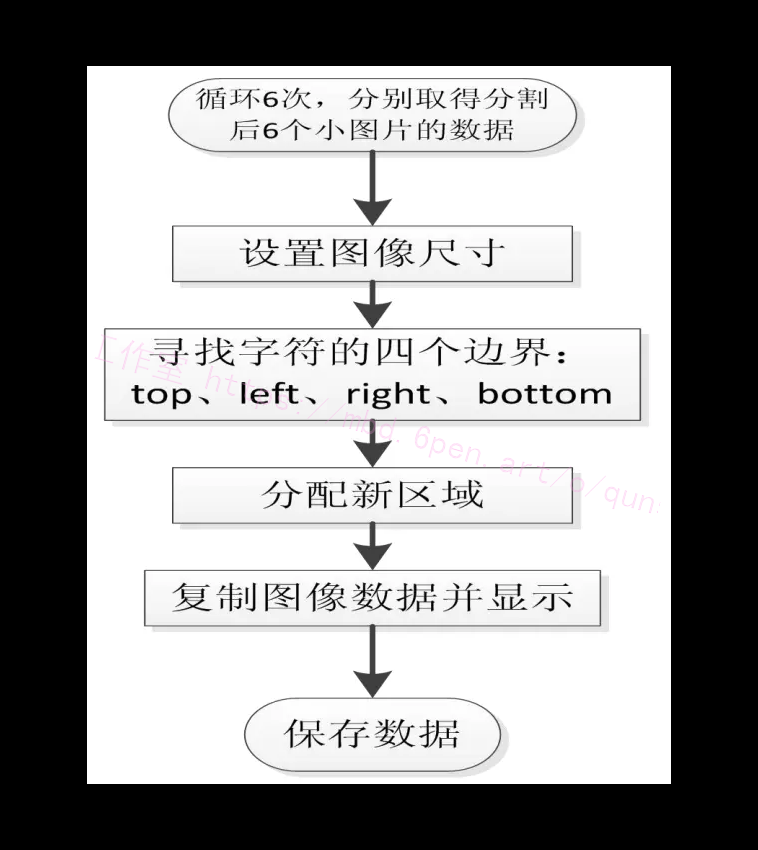 循环6次，分别取得分割
后6个小图片的数据
设置图像尺寸
寻找字符的四个边界：
top、left、right、bottom
工作室 https://mbd.6pen.art/o/qun
分配新区域
复制图像数据并显示
保存数据